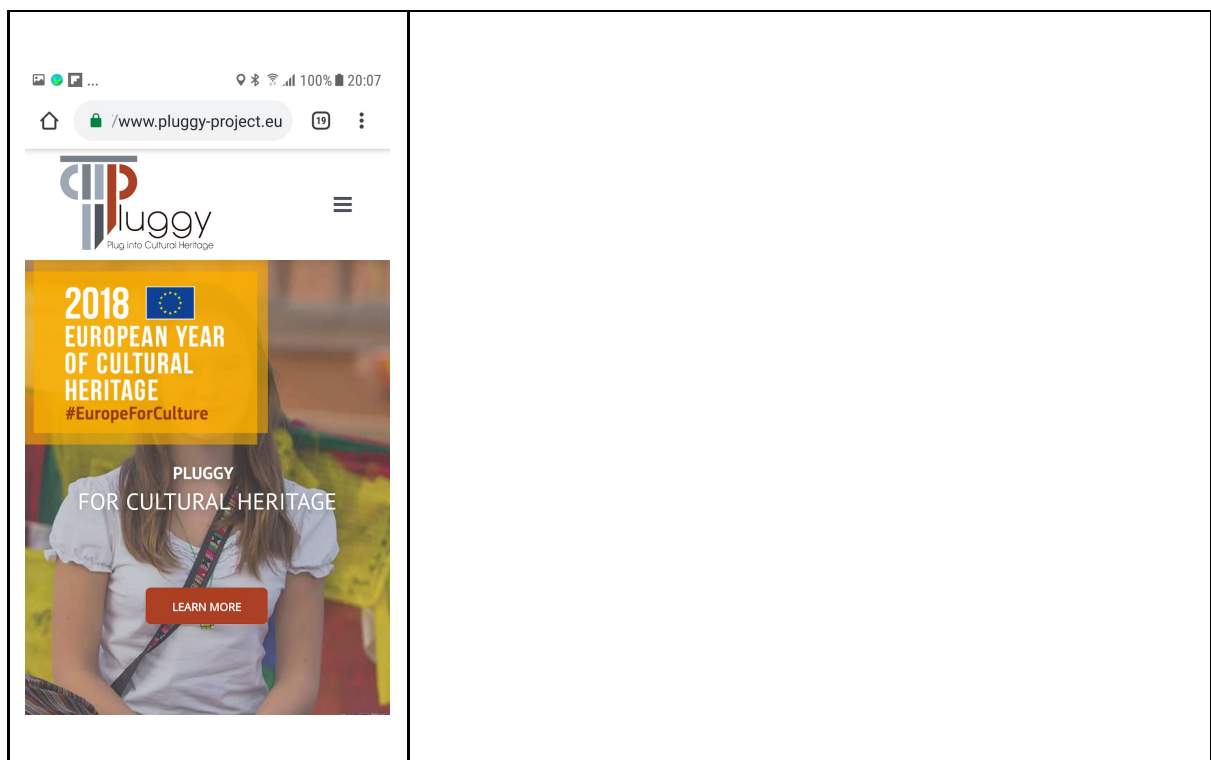 ... 100% 20:07
/www.pluggy-project.eu 19
Pluggy
Plug into Cultural Heritage
2018
EUROPEAN YEAR
OF CULTURAL
HERITAGE
#EuropeForCulture
PLUGGY
FOR CULTURAL HERITAGE
LEARN MORE